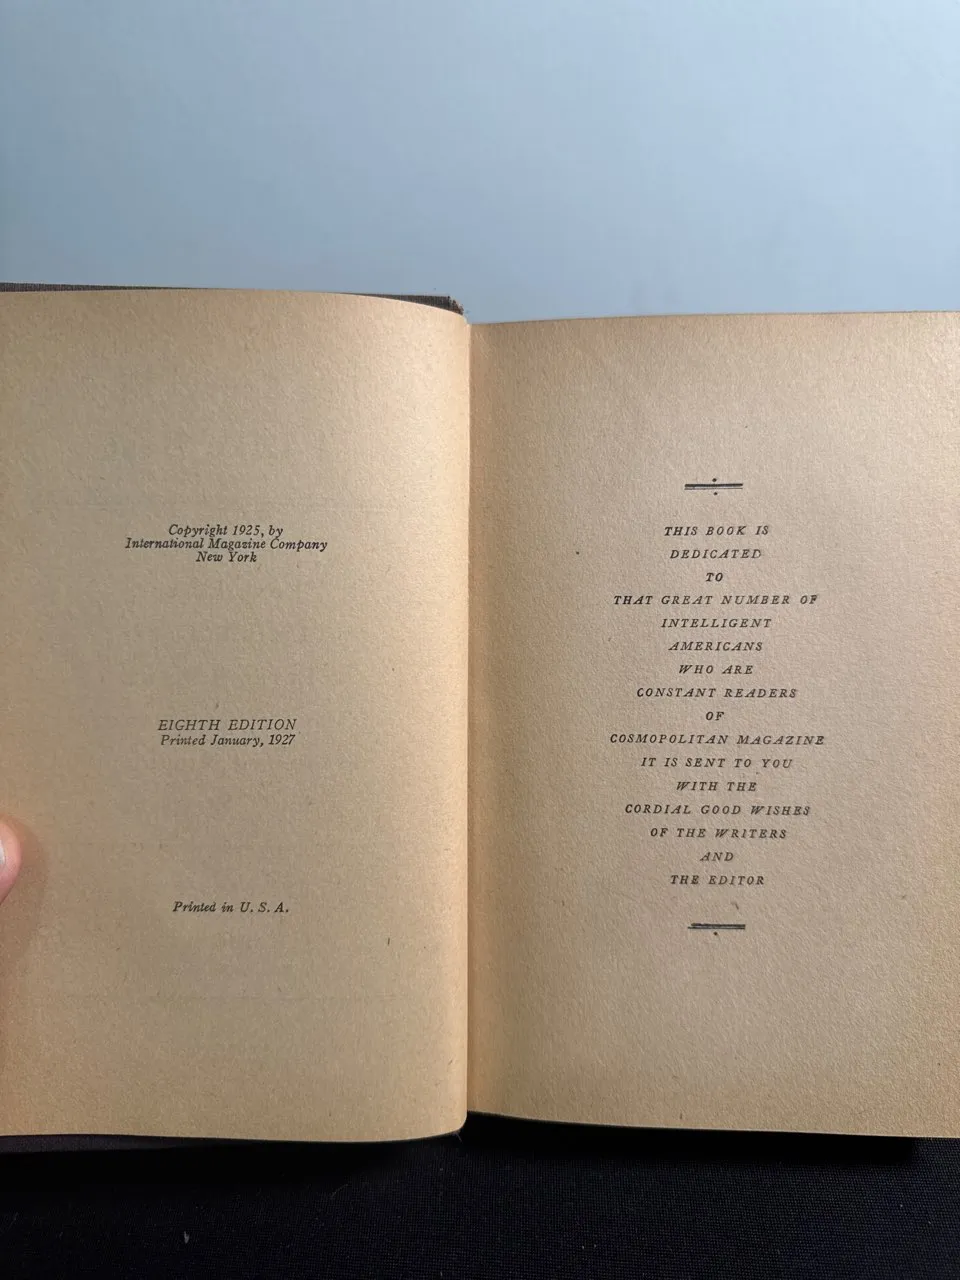 Copyright 1925, by
International Magazine Company
New York
EIGHTH EDITION
Printed January, 1927
Printed in U. S. A.
THIS BOOK IS
DEDICATED
TO
THAT GREAT NUMBER OF
INTELLIGENT
AMERICANS
WHO ARE
CONSTANT READERS
OF
COSMOPOLITAN MAGAZINE
IT IS SENT TO YOU
WITH THE
CORDIAL GOOD WISHES
OF THE WRITERS
AND
THE EDITOR